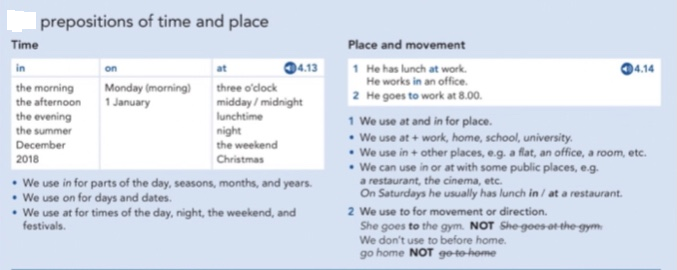 prepositions of time and place
Time
in on at 4.13
the morning Monday (morning) three o'clock
the afternoon 1 January midday / midnight
the evening lunchtime
the summer night
December the weekend
2018 Christmas
• We use in for parts of the day, seasons, months, and years.
• We use on for days and dates.
• We use at for times of the day, night, the weekend, and
festivals.
Place and movement
1 He has lunch at work. 4.14
He works in an office.
2 He goes to work at 8.00.
1 We use at and in for place.
• We use at + work, home, school, university.
• We use in + other places, e.g. a flat, an office, a room, etc.
• We can use in or at with some public places, e.g.
a restaurant, the cinema, etc.
On Saturdays he usually has lunch in / at a restaurant.
2 We use to for movement or direction.
She goes to the gym. NOT She goes at the gym.
We don't use to before home.
go home NOT go to home